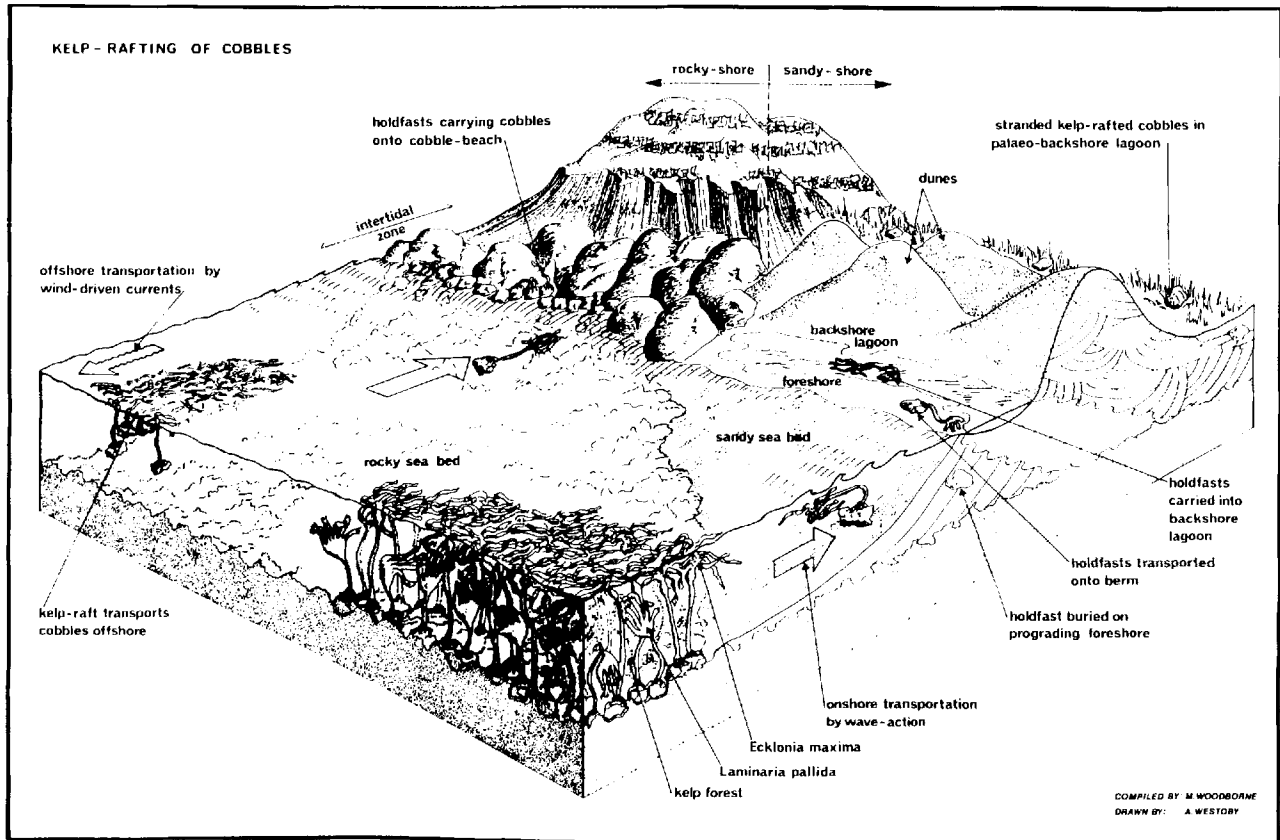 KELP - RAFTING OF COBBLES
rocky-shore
sandy-shore
holdfasts carrying cobbles
onto cobble-beach
stranded kelp-rafted cobbles in
palaeo-backshore lagoon
dunes
intertidal
zone
offshore transportation by
wind-driven currents
backshore
lagoon
foreshore
sandy sea bed
rocky sea bed
holdfasts
carried into
backshore
lagoon
holdfasts transported
onto berm
kelp-raft transports
cobbles offshore
holdfast buried on
prograding foreshore
onshore transportation
by wave-action
Ecklonia maxima
Laminaria pallida
kelp forest
COMPILED BY M. WOODBORNE
DRAWN BY: A. WESTOBY